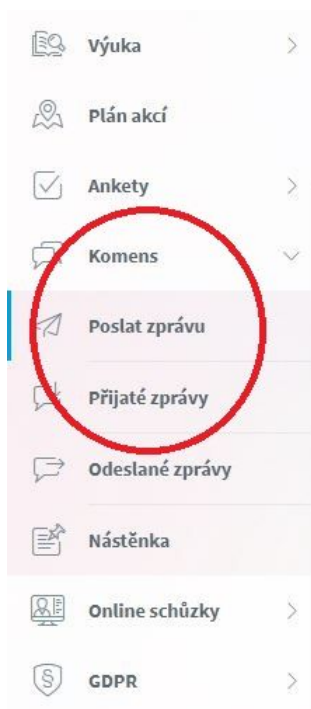 Výuka
Plán akcí
Ankety
Komens
Poslat zprávu
Přijaté zprávy
Odeslané zprávy
Nástěnka
Online schůzky
GDPR